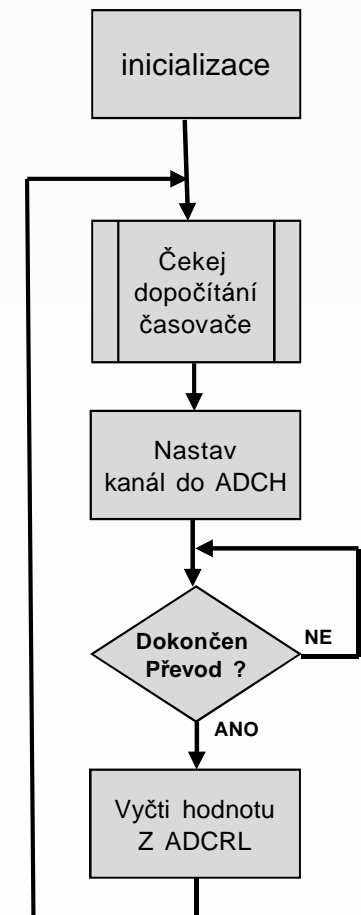 inicializace
Čekej
dopočítání
časovače
Nastav
kanál do ADCH
Dokončen
Převod ?
NE
ANO
Vyčti hodnotu
Z ADCRL